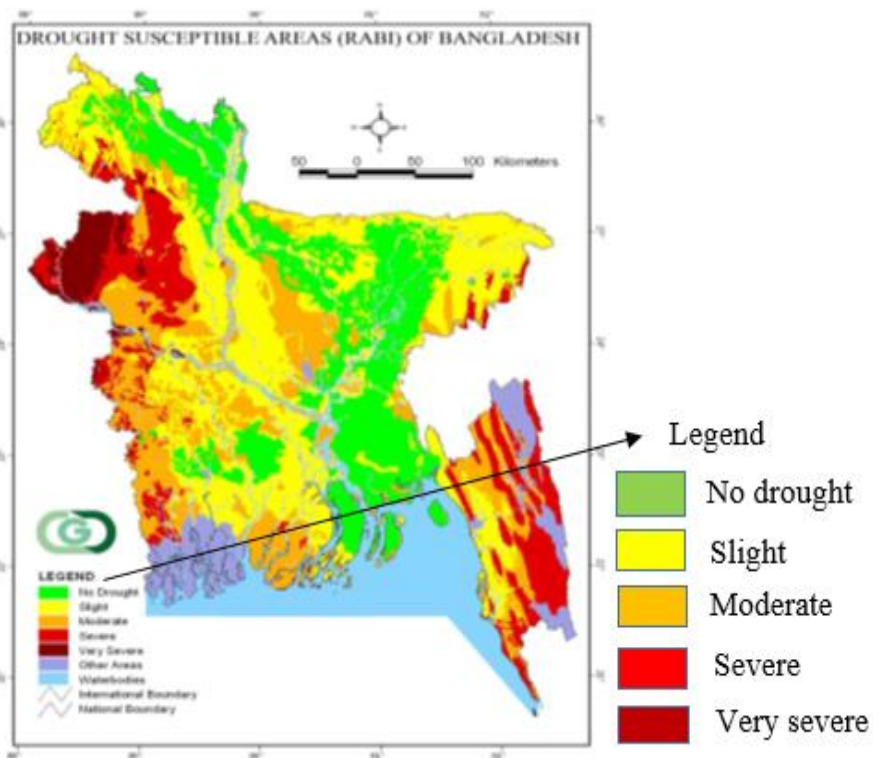 DROUGHT SUSCEPTIBLE AREAS (RABI) OF BANGLADESH
50 0 50 100 Kilometers
Legend
No drought
Slight
Moderate
Severe
Very severe
LEGEND
No Drought
Slight
Moderate
Severe
Very Severe
Other Areas
Waterbodies
International Boundary
National Boundary